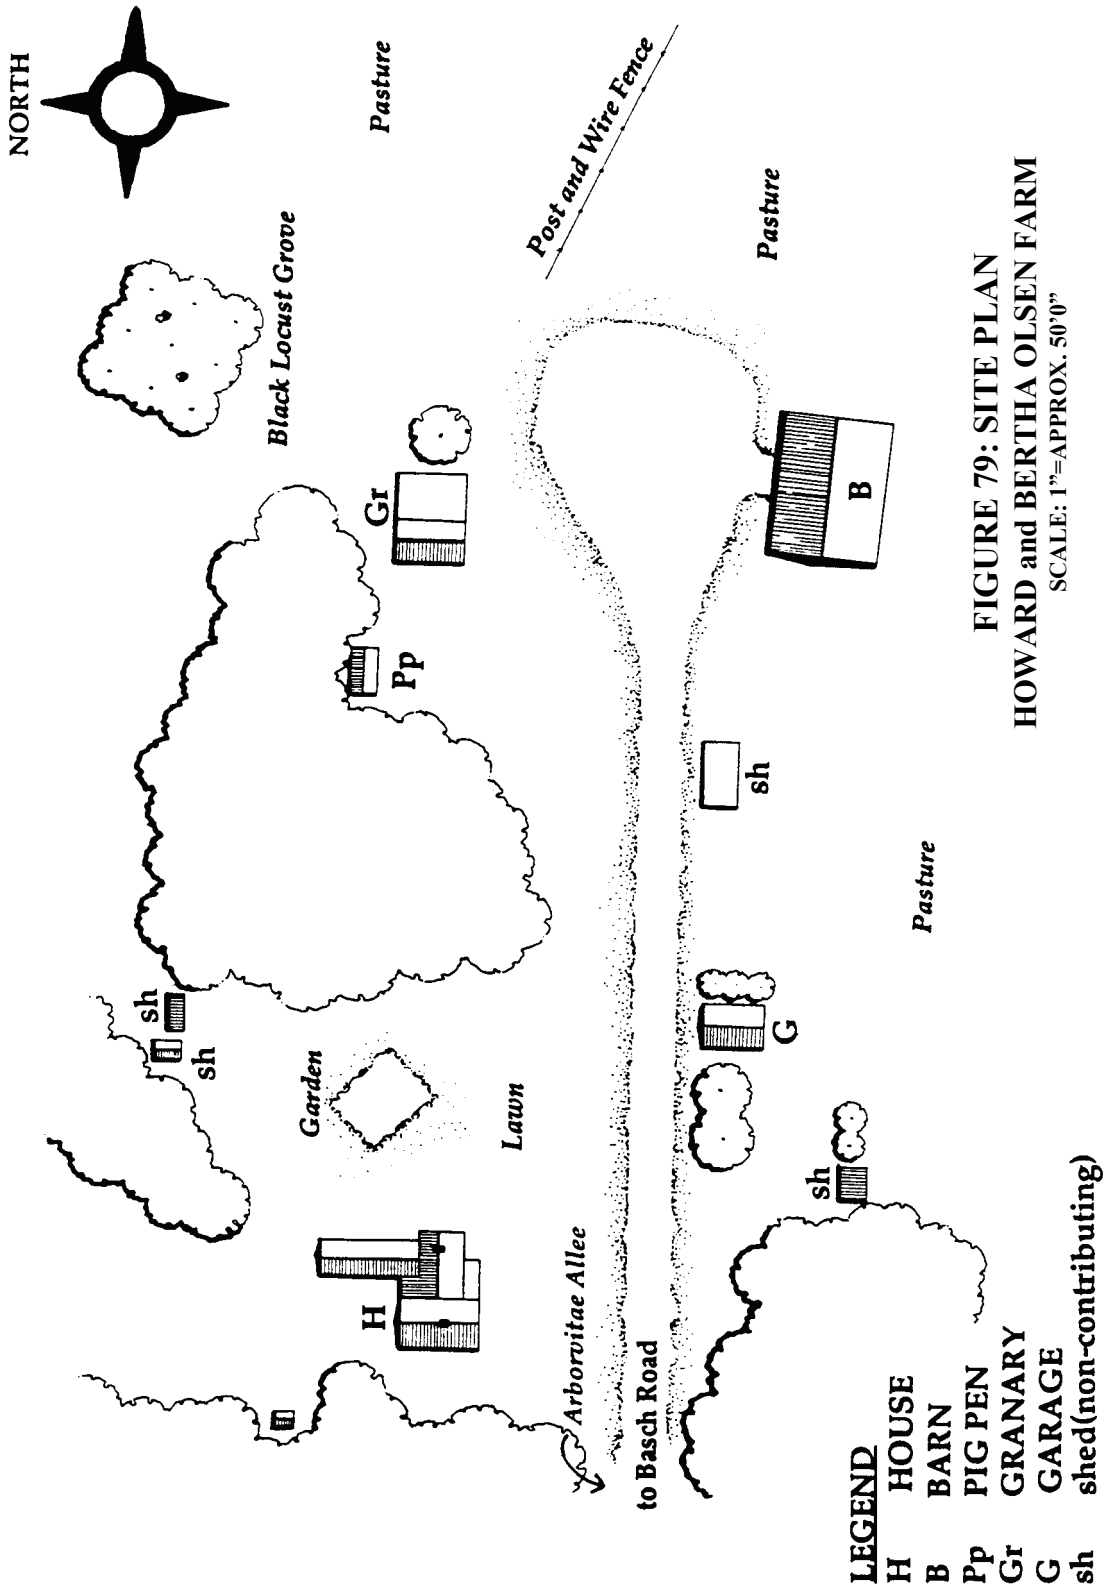 NORTH
Pasture
Post and Wire Fence
Pasture
Black Locust Grove
Gr
B
Pp
sh
Pasture
sh
sh
G
Garden
Lawn
sh
H
Arborvitae Allee
to Basch Road
LEGEND
H HOUSE
B BARN
Pp PIG PEN
Gr GRANARY
G GARAGE
sh shed(non-contributing)
FIGURE 79: SITE PLAN
HOWARD and BERTHA OLSEN FARM
SCALE: 1”=APPROX. 50'0”